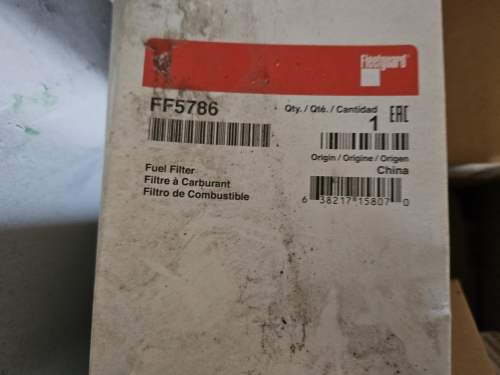 Fleetguard
FF5786
Qty. / Qté. / Cantidad
EAC
1
Origin / Origine / Origen
China
Fuel Filter
Filtre à Carburant
Filtro de Combustible
6 38217 15807 0